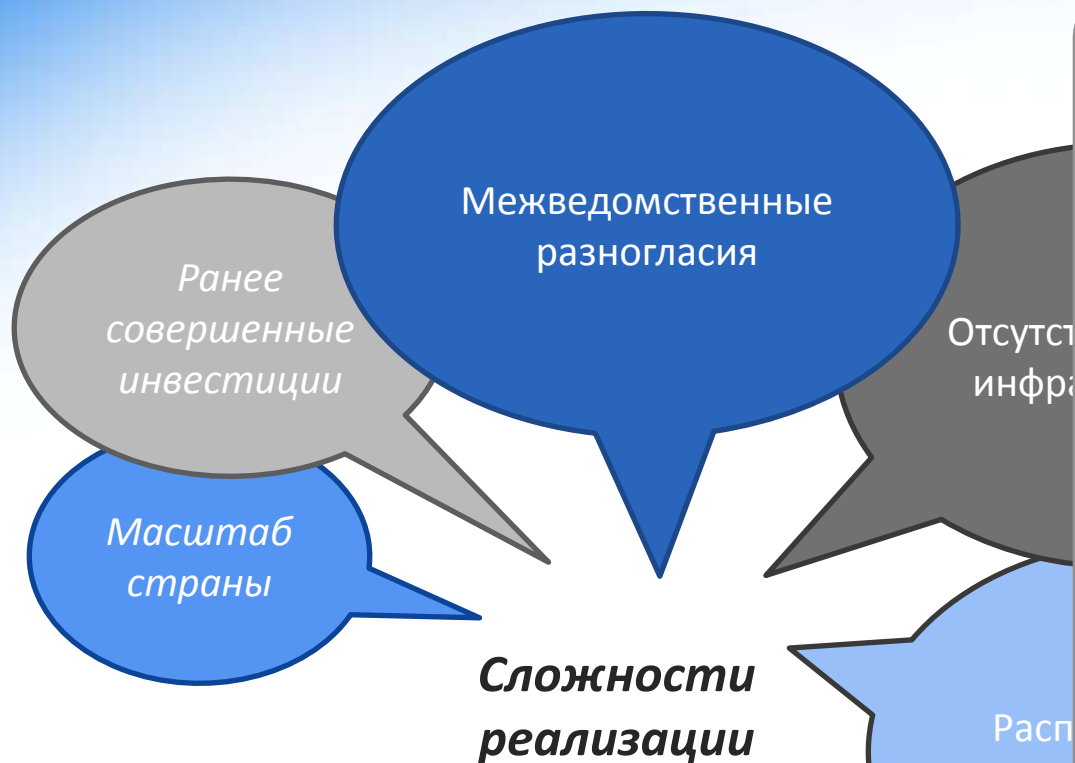 Межведомственные
разногласия
Ранее
совершенные
инвестиции
Масштаб
страны
Сложности
реализации